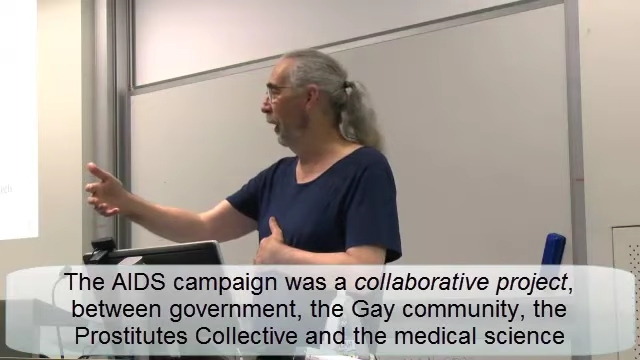 The AIDS campaign was a collaborative project,
between government, the Gay community, the
Prostitutes Collective and the medical science